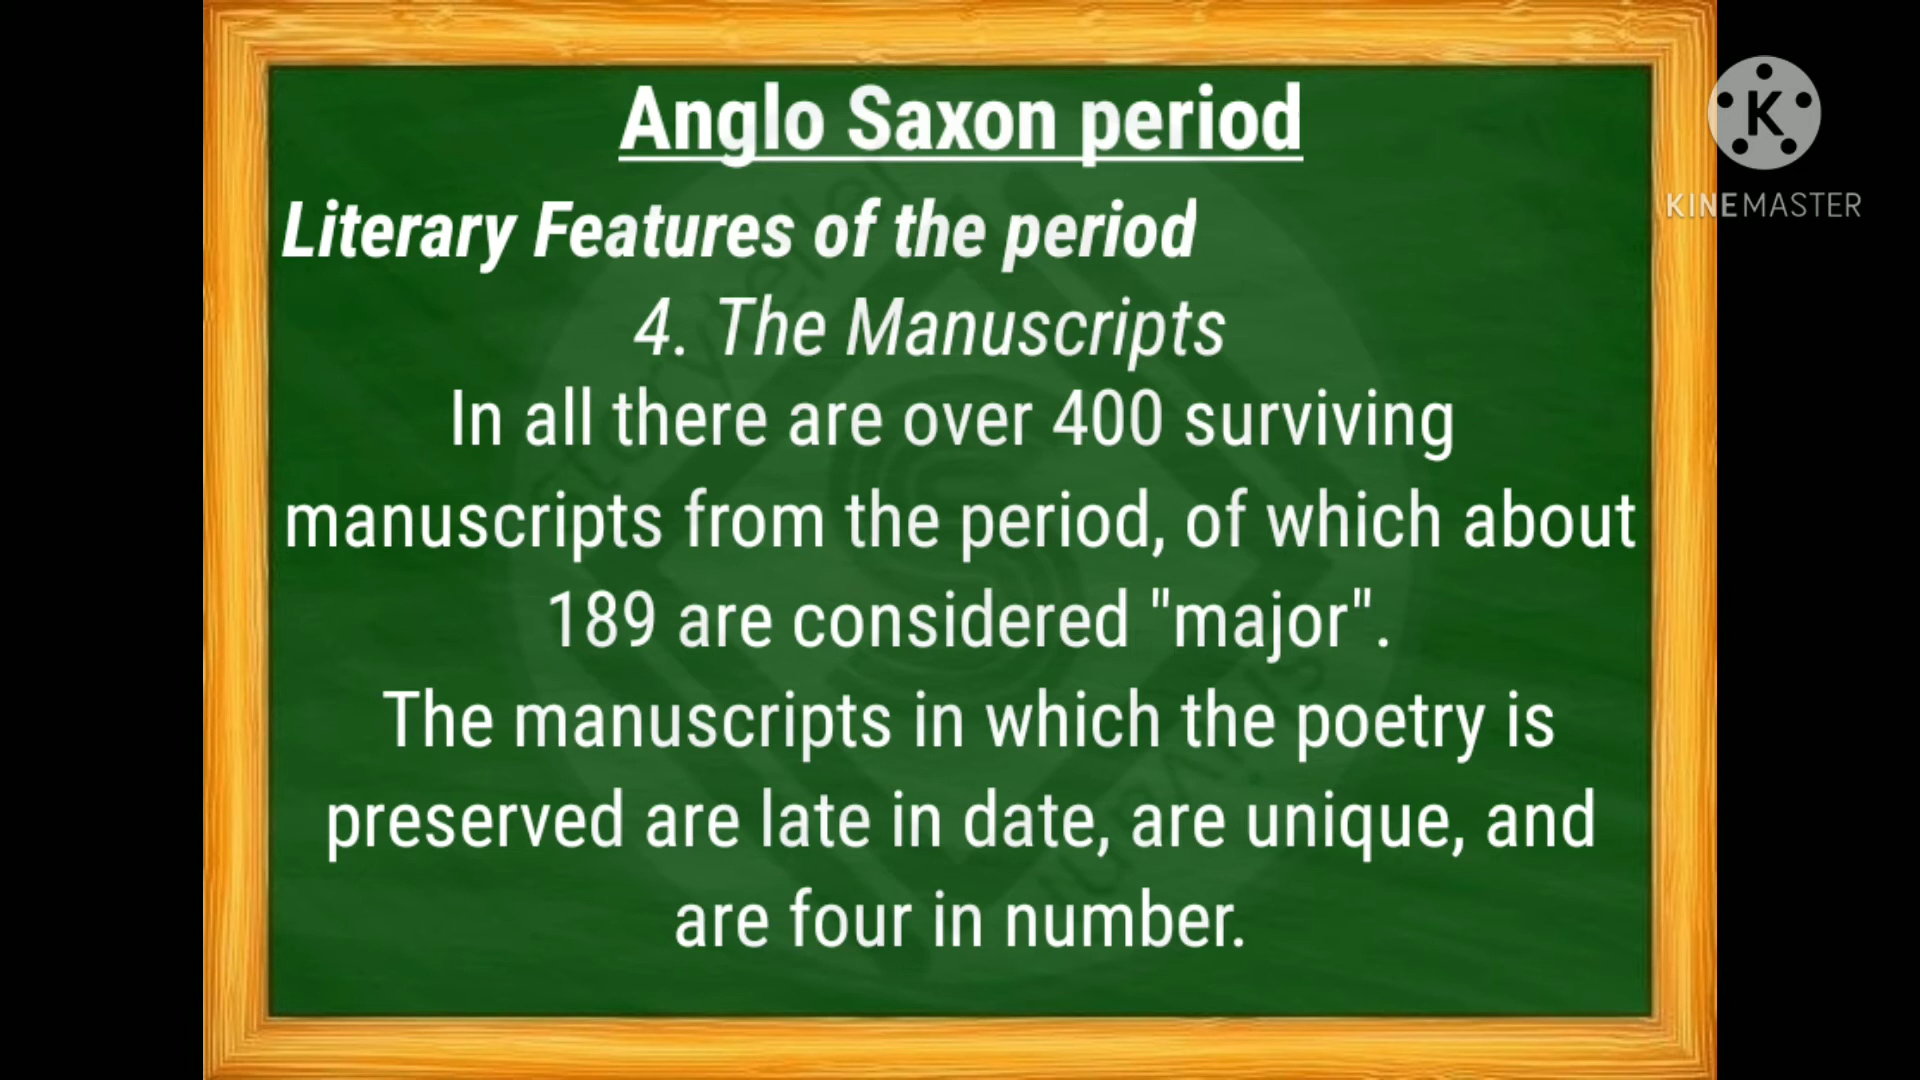 Anglo Saxon period
Literary Features of the period
4. The Manuscripts
In all there are over 400 surviving
manuscripts from the period, of which about
189 are considered "major".
The manuscripts in which the poetry is
preserved are late in date, are unique, and
are four in number.
K
KINEMASTER